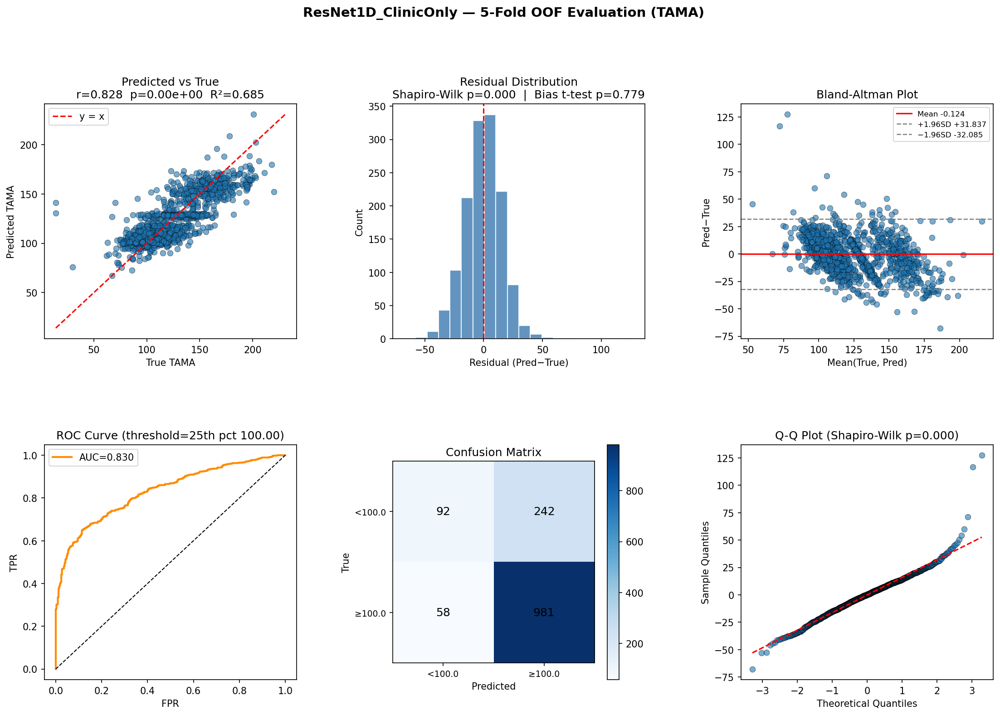 ResNet1D_ClinicOnly — 5-Fold OOF Evaluation (TAMA)
Predicted vs True
r=0.828  p=0.00e+00  R²=0.685
y = x
Predicted TAMA
200
150
100
50
50
100
150
200
True TAMA
Residual Distribution
Shapiro-Wilk p=0.000  |  Bias t-test p=0.779
Count
350
300
250
200
150
100
50
0
−50
0
50
100
Residual (Pred−True)
Bland-Altman Plot
Mean -0.124
+1.96SD +31.837
−1.96SD -32.085
Pred−True
125
100
75
50
25
0
−25
−50
−75
50
75
100
125
150
175
200
Mean(True, Pred)
ROC Curve (threshold=25th pct 100.00)
AUC=0.830
TPR
1.0
0.8
0.6
0.4
0.2
0.0
0.0
0.2
0.4
0.6
0.8
1.0
FPR
Confusion Matrix
True
<100.0
92
242
≥100.0
58
981
<100.0
≥100.0
Predicted
800
600
400
200
Q-Q Plot (Shapiro-Wilk p=0.000)
Sample Quantiles
125
100
75
50
25
0
−25
−50
−75
−3
−2
−1
0
1
2
3
Theoretical Quantiles